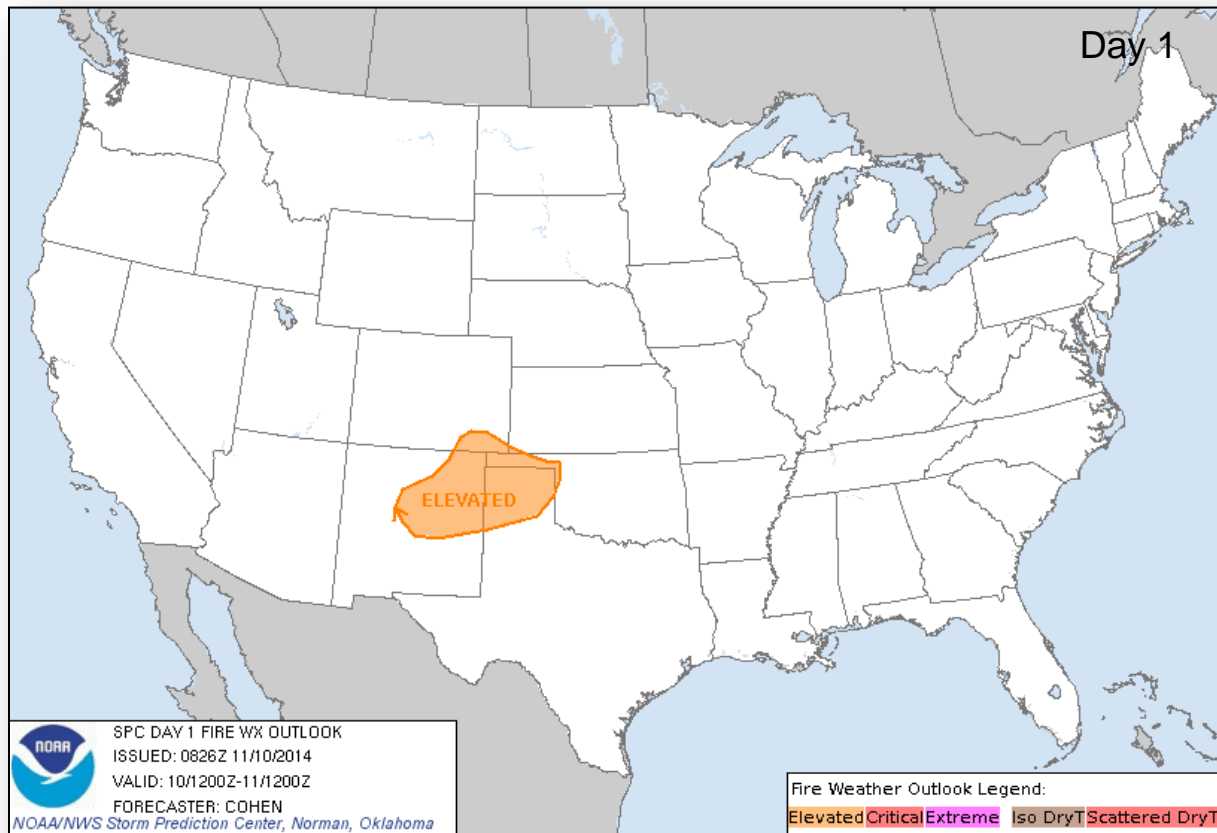 Day 1
ELEVATED
NOAA
SPC DAY 1 FIRE WX OUTLOOK
ISSUED: 0826Z 11/10/2014
VALID: 10/1200Z-11/1200Z
FORECASTER: COHEN
NOAA/NWS Storm Prediction Center, Norman, Oklahoma
Fire Weather Outlook Legend:
Elevated Critical Extreme Iso DryT Scattered DryT